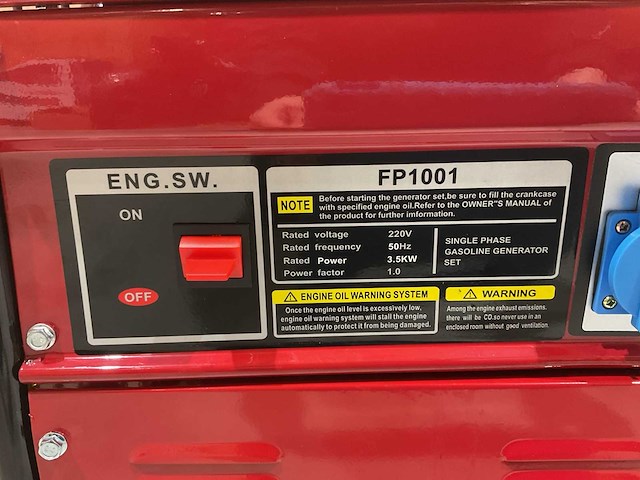 ENG.SW.
ON
OFF
FP1001
NOTE
Before starting the generator set,be sure to fill the crankcase
with specified engine oil.Refer to the OWNER"S MANUAL of
the product for further imformation.
Rated voltage 220V
Rated frequency 50Hz
Rated Power 3.5KW
Power factor 1.0
SINGLE PHASE
GASOLINE GENERATOR
SET
ENGINE OIL WARNING SYSTEM
Once the engine oil level is excessively low,
engine oil warning system will stall the engine
automatically to protect it from being damaged.
WARNING
Among the engine exhaust emissions.
there will be CO.so never use in an
enclosed room without good ventilation.